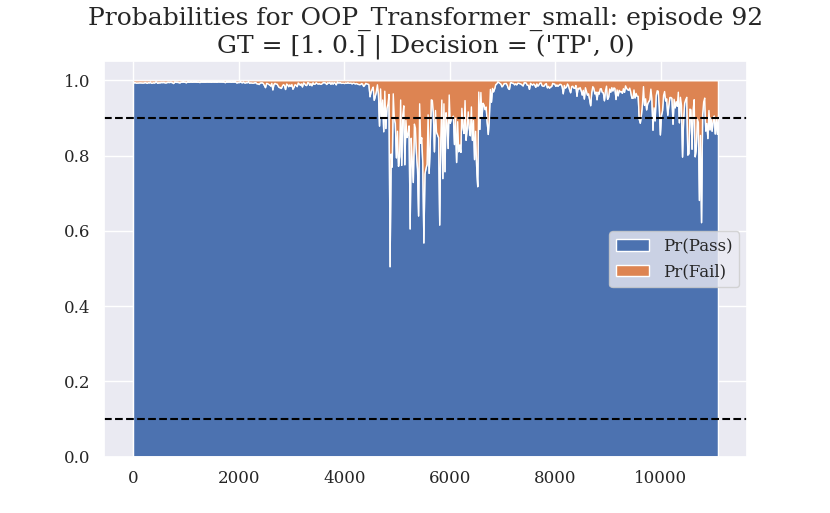 Probabilities for OOP_Transformer_small: episode 92
GT = [1. 0.] | Decision = ('TP', 0)
1.0
0.8
0.6
0.4
0.2
0.0
Pr(Pass)
Pr(Fail)
0 2000 4000 6000 8000 10000